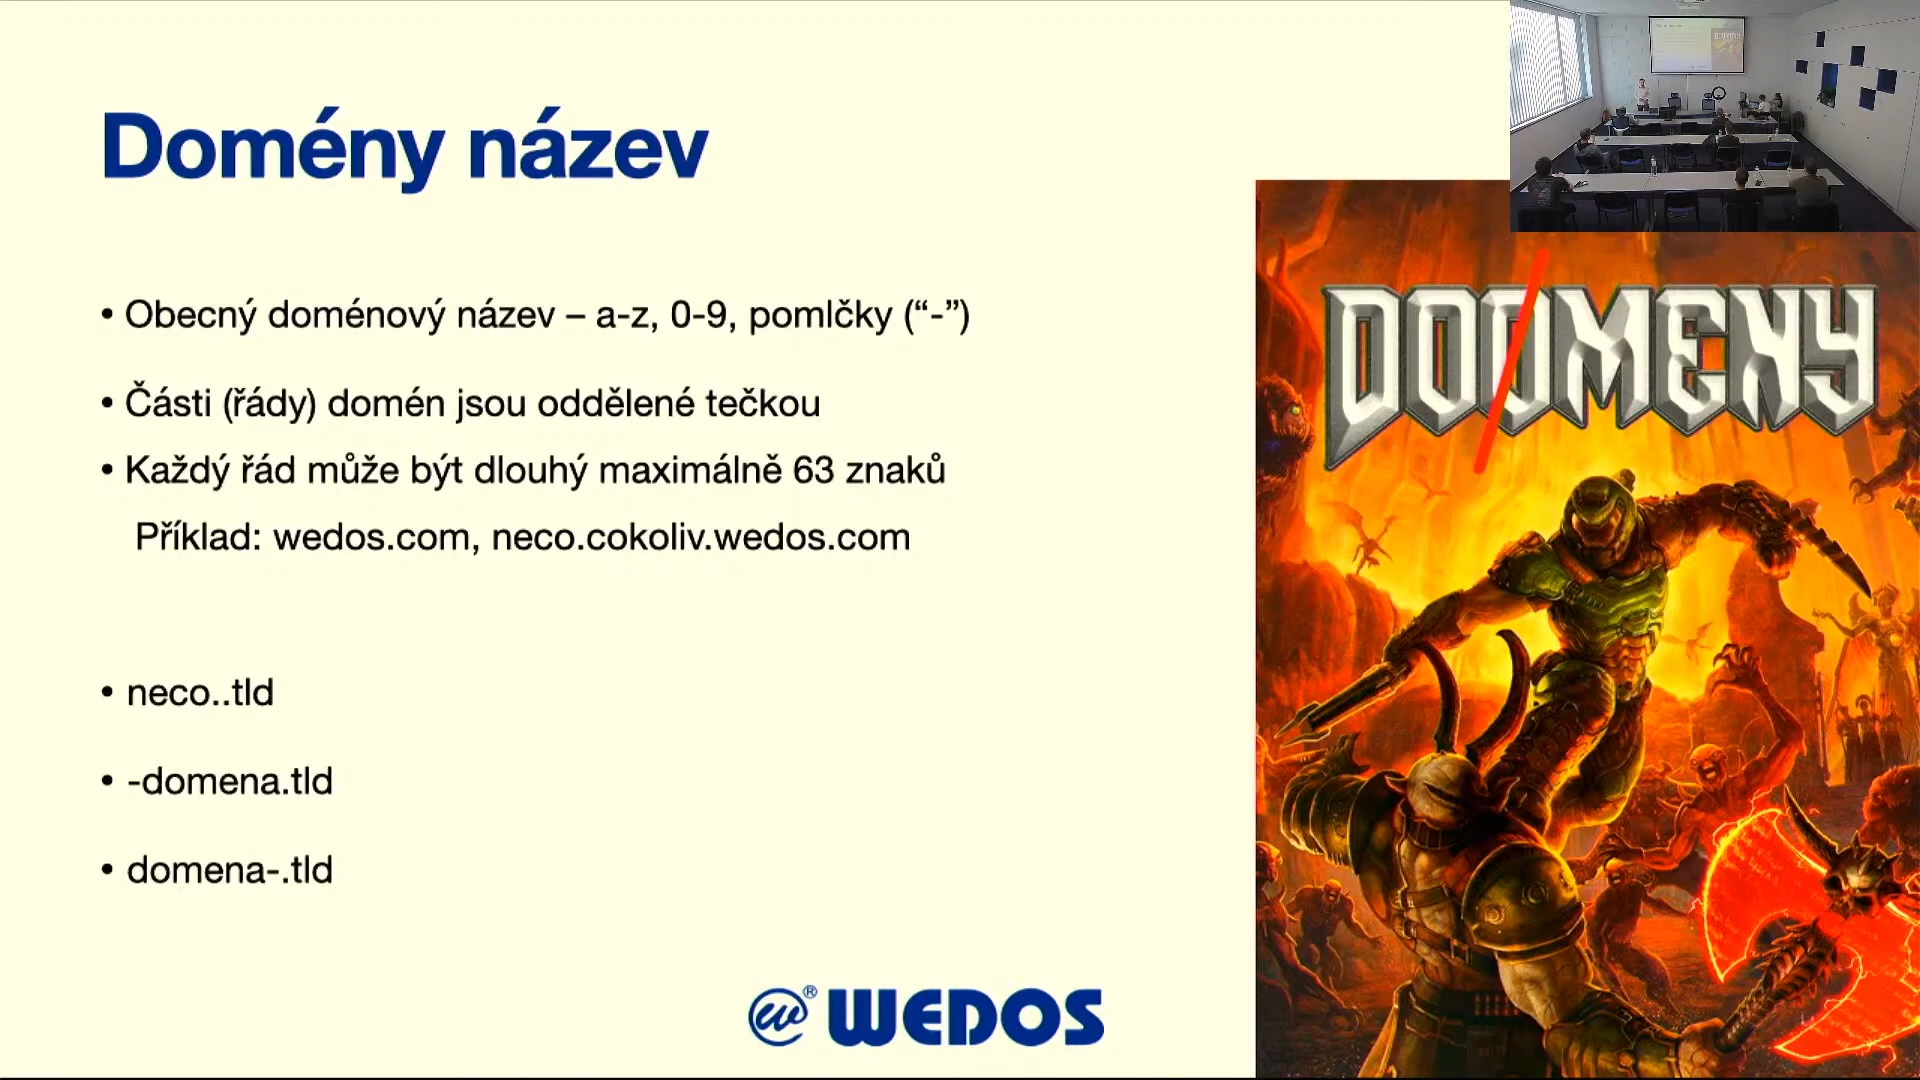 Domény název
• Obecný doménový název – a-z, 0-9, pomlčky (“-”)
• Části (řády) domén jsou oddělené tečkou
• Každý řád může být dlouhý maximálně 63 znaků
Příklad: wedos.com, neco.cokoliv.wedos.com
• neco..tld
• -domena.tld
• domena-.tld
DOOMENY
@® WEDOS